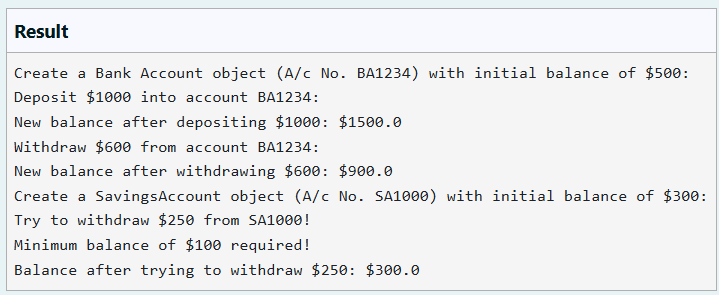 Result
Create a Bank Account object (A/c No. BA1234) with initial balance of $500:
Deposit $1000 into account BA1234:
New balance after depositing $1000: $1500.0
Withdraw $600 from account BA1234:
New balance after withdrawing $600: $900.0
Create a SavingsAccount object (A/c No. SA1000) with initial balance of $300:
Try to withdraw $250 from SA1000!
Minimum balance of $100 required!
Balance after trying to withdraw $250: $300.0